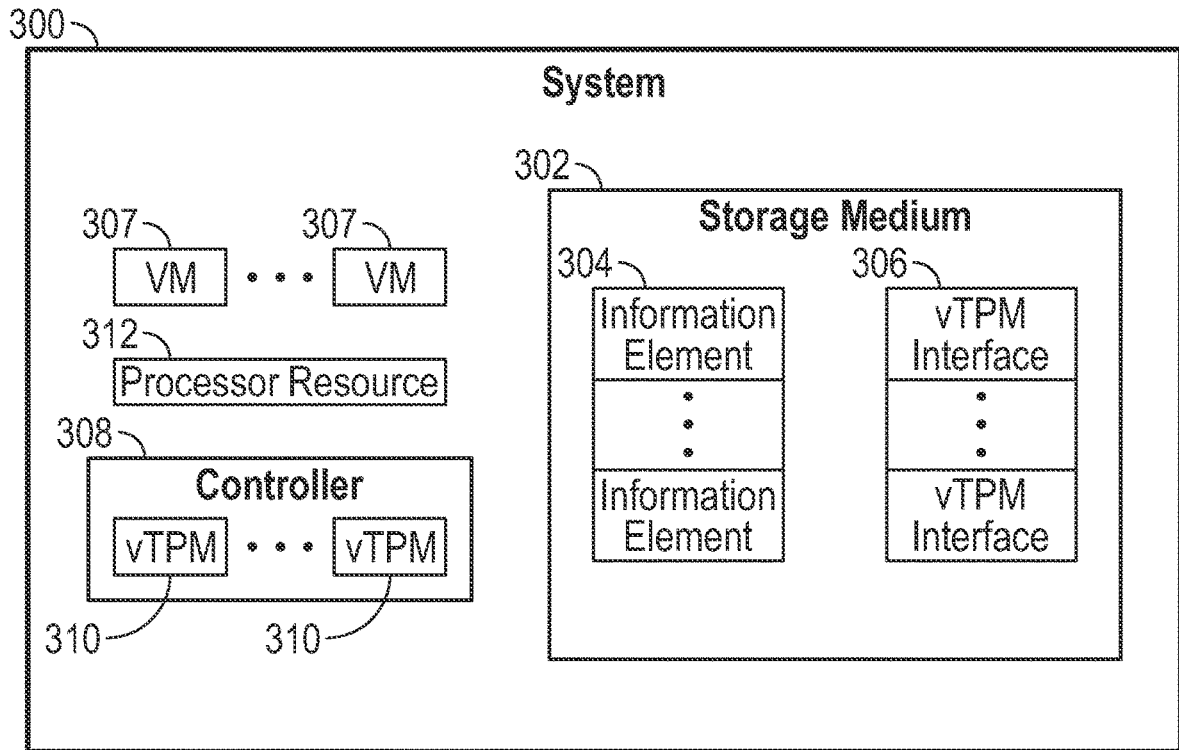 300
System
302
Storage Medium
307 307
VM • • • VM
304 306
Information Element
vTPM Interface
312
Processor Resource
308
Controller
vTPM • • • vTPM
310 310
Information Element
vTPM Interface